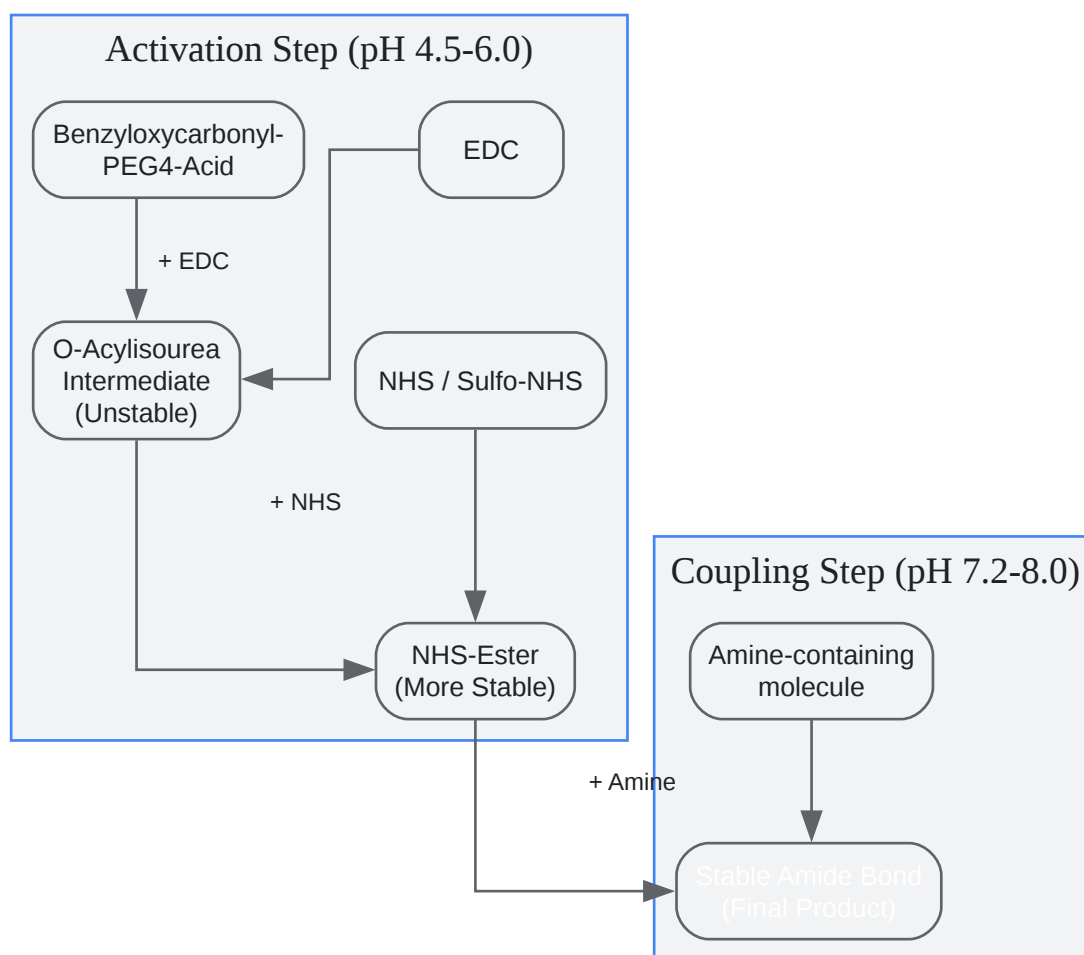 Activation Step (pH 4.5-6.0)
Benzyloxycarbonyl-
PEG4-Acid
EDC
+ EDC
O-Acylisourea
Intermediate
(Unstable)
NHS / Sulfo-NHS
+ NHS
NHS-Ester
(More Stable)
Coupling Step (pH 7.2-8.0)
Amine-containing
molecule
+ Amine
Stable Amide Bond
(Final Product)